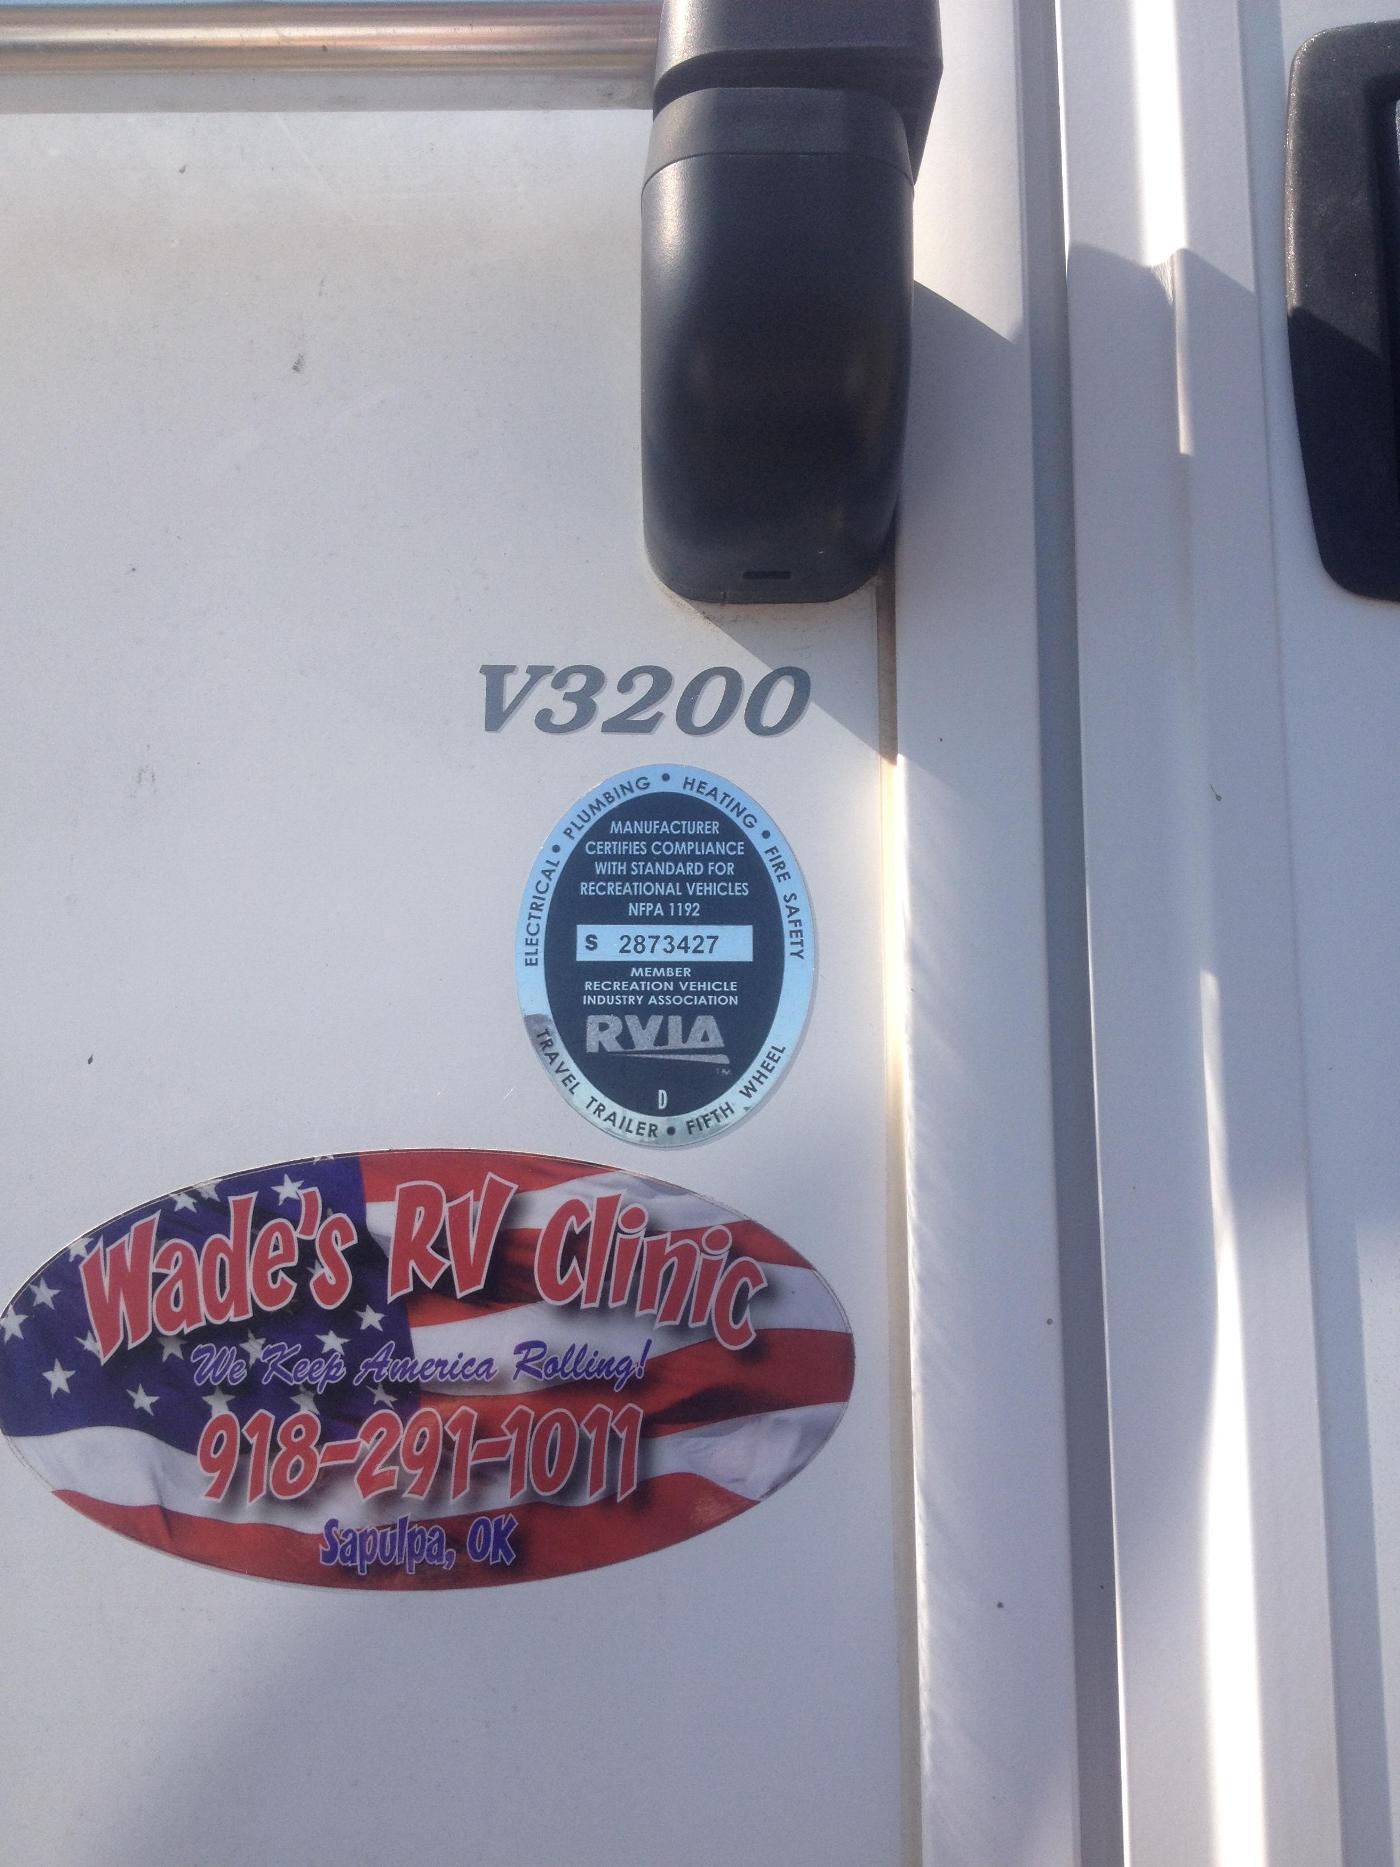 V3200
ELECTRICAL • PLUMBING • HEATING • FIRE SAFETY
MANUFACTURER
CERTIFIES COMPLIANCE
WITH STANDARD FOR
RECREATIONAL VEHICLES
NFPA 1192
S 2873427
MEMBER
RECREATION VEHICLE
INDUSTRY ASSOCIATION
RVIA
TM
D
TRAVEL TRAILER • FIFTH WHEEL
Wade's RV Clinic
We Keep America Rolling!
918-291-1011
Sapulpa, OK